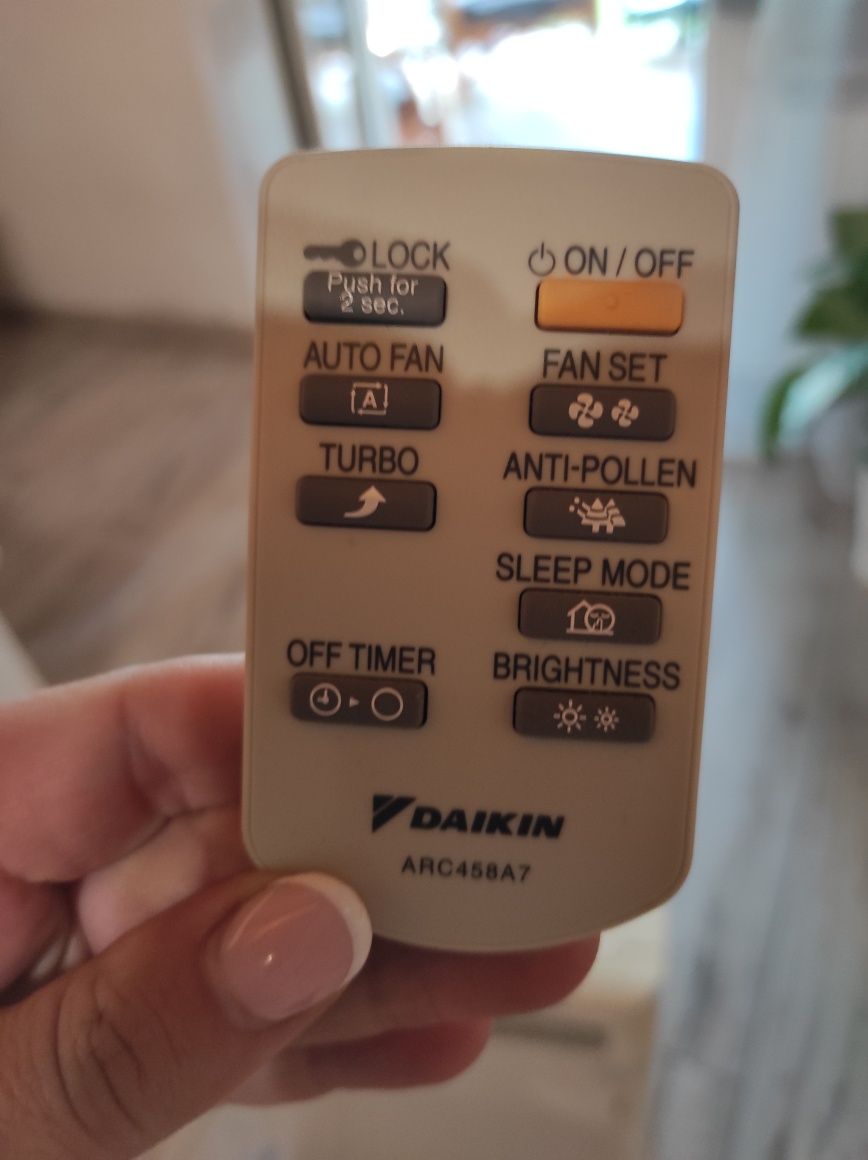 LOCK
ON / OFF
Push for
2 sec.
AUTO FAN
FAN SET
A
TURBO
ANTI-POLLEN
SLEEP MODE
OFF TIMER
BRIGHTNESS
DAIKIN
ARC458A7